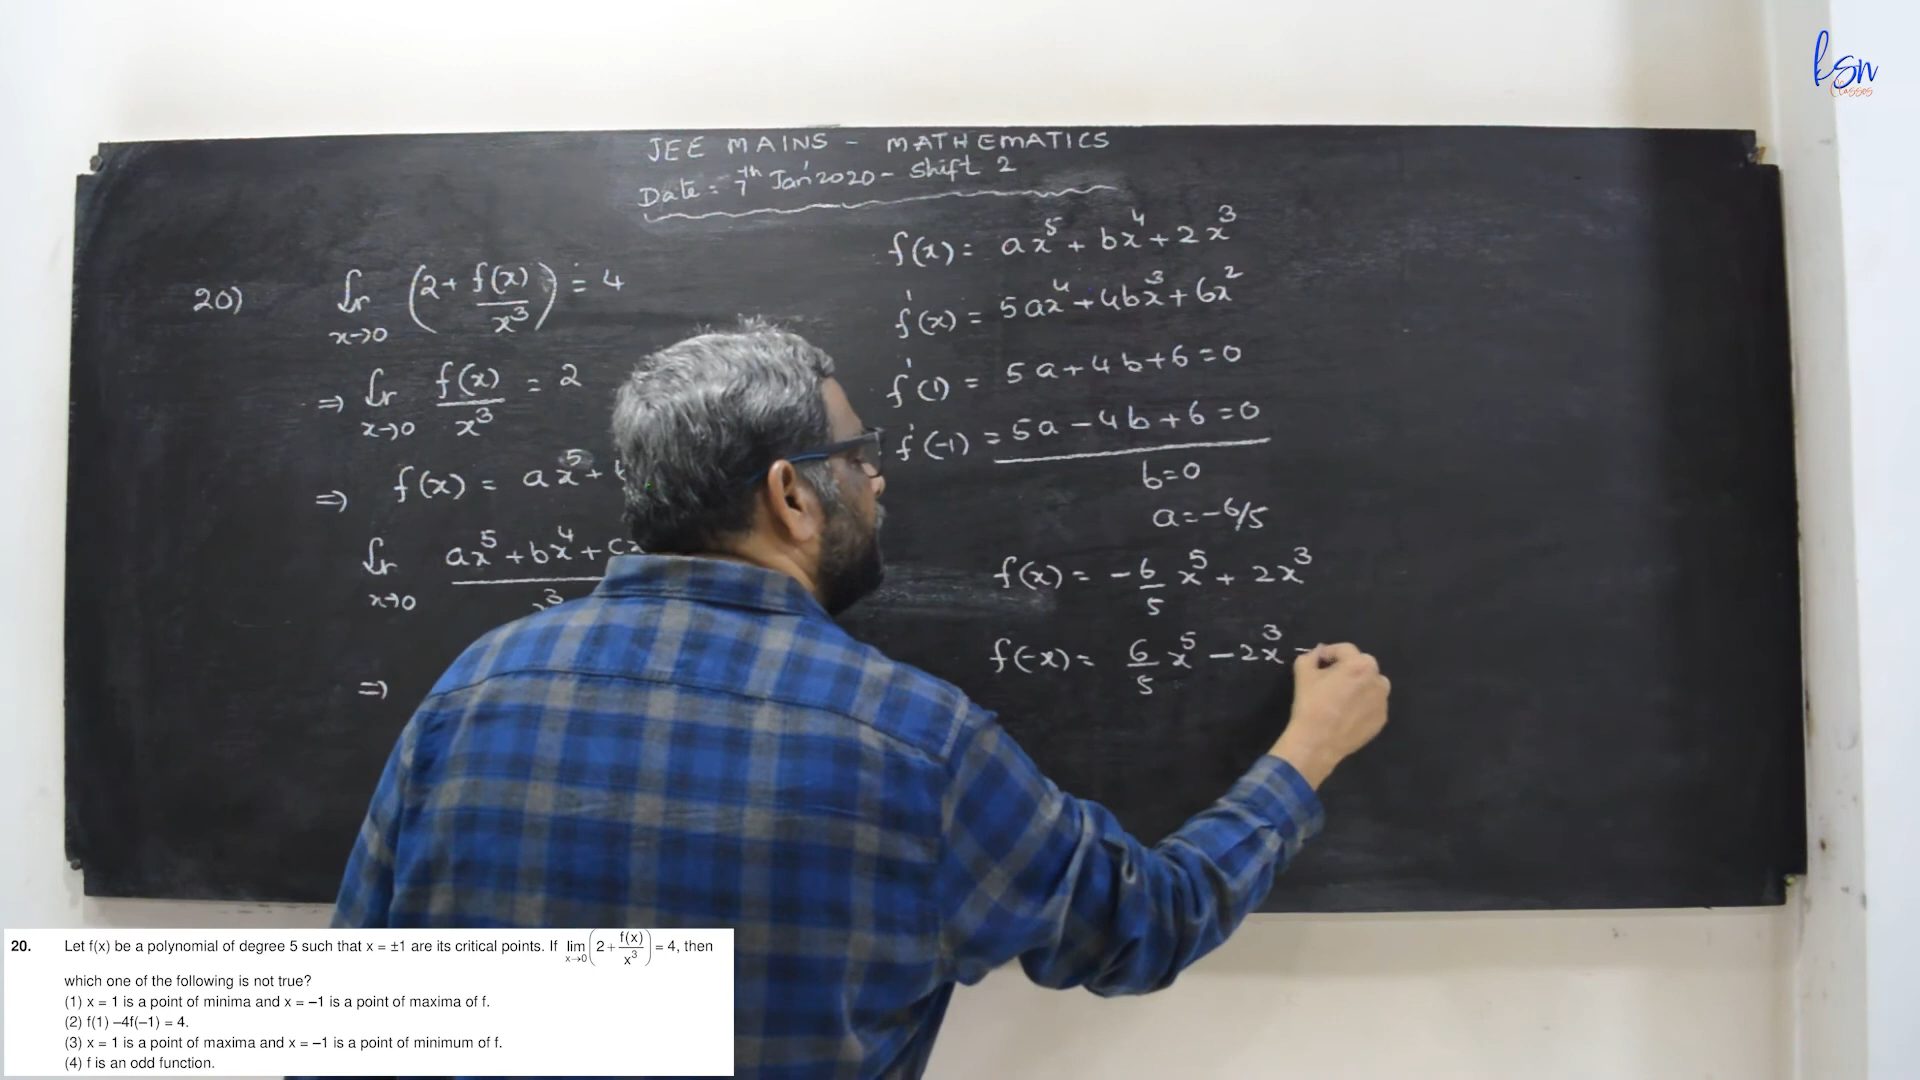 ksn
Classes
JEE MAINS - MATHEMATICS
Date: 7th Jan'2020 - Shift 2
20) Lt x→0 (2 + f(x)/x³) = 4
⇒ Lt x→0 f(x)/x³ = 2
⇒ f(x) = ax⁵ +
Lt x→0 ax⁵ + bx⁴ +
⇒
f(x) = ax⁵ + bx⁴ + 2x³
f'(x) = 5ax⁴ + 4bx³ + 6x²
f'(1) = 5a + 4b + 6 = 0
f'(-1) = 5a - 4b + 6 = 0
b = 0
a = -6/5
f(x) = -6/5 x⁵ + 2x³
f(-x) = 6/5 x⁵ - 2x³
20. Let f(x) be a polynomial of degree 5 such that x = ±1 are its critical points. If lim x→0 (2 + f(x)/x³) = 4, then
which one of the following is not true?
(1) x = 1 is a point of minima and x = –1 is a point of maxima of f.
(2) f(1) –4f(–1) = 4.
(3) x = 1 is a point of maxima and x = –1 is a point of minimum of f.
(4) f is an odd function.